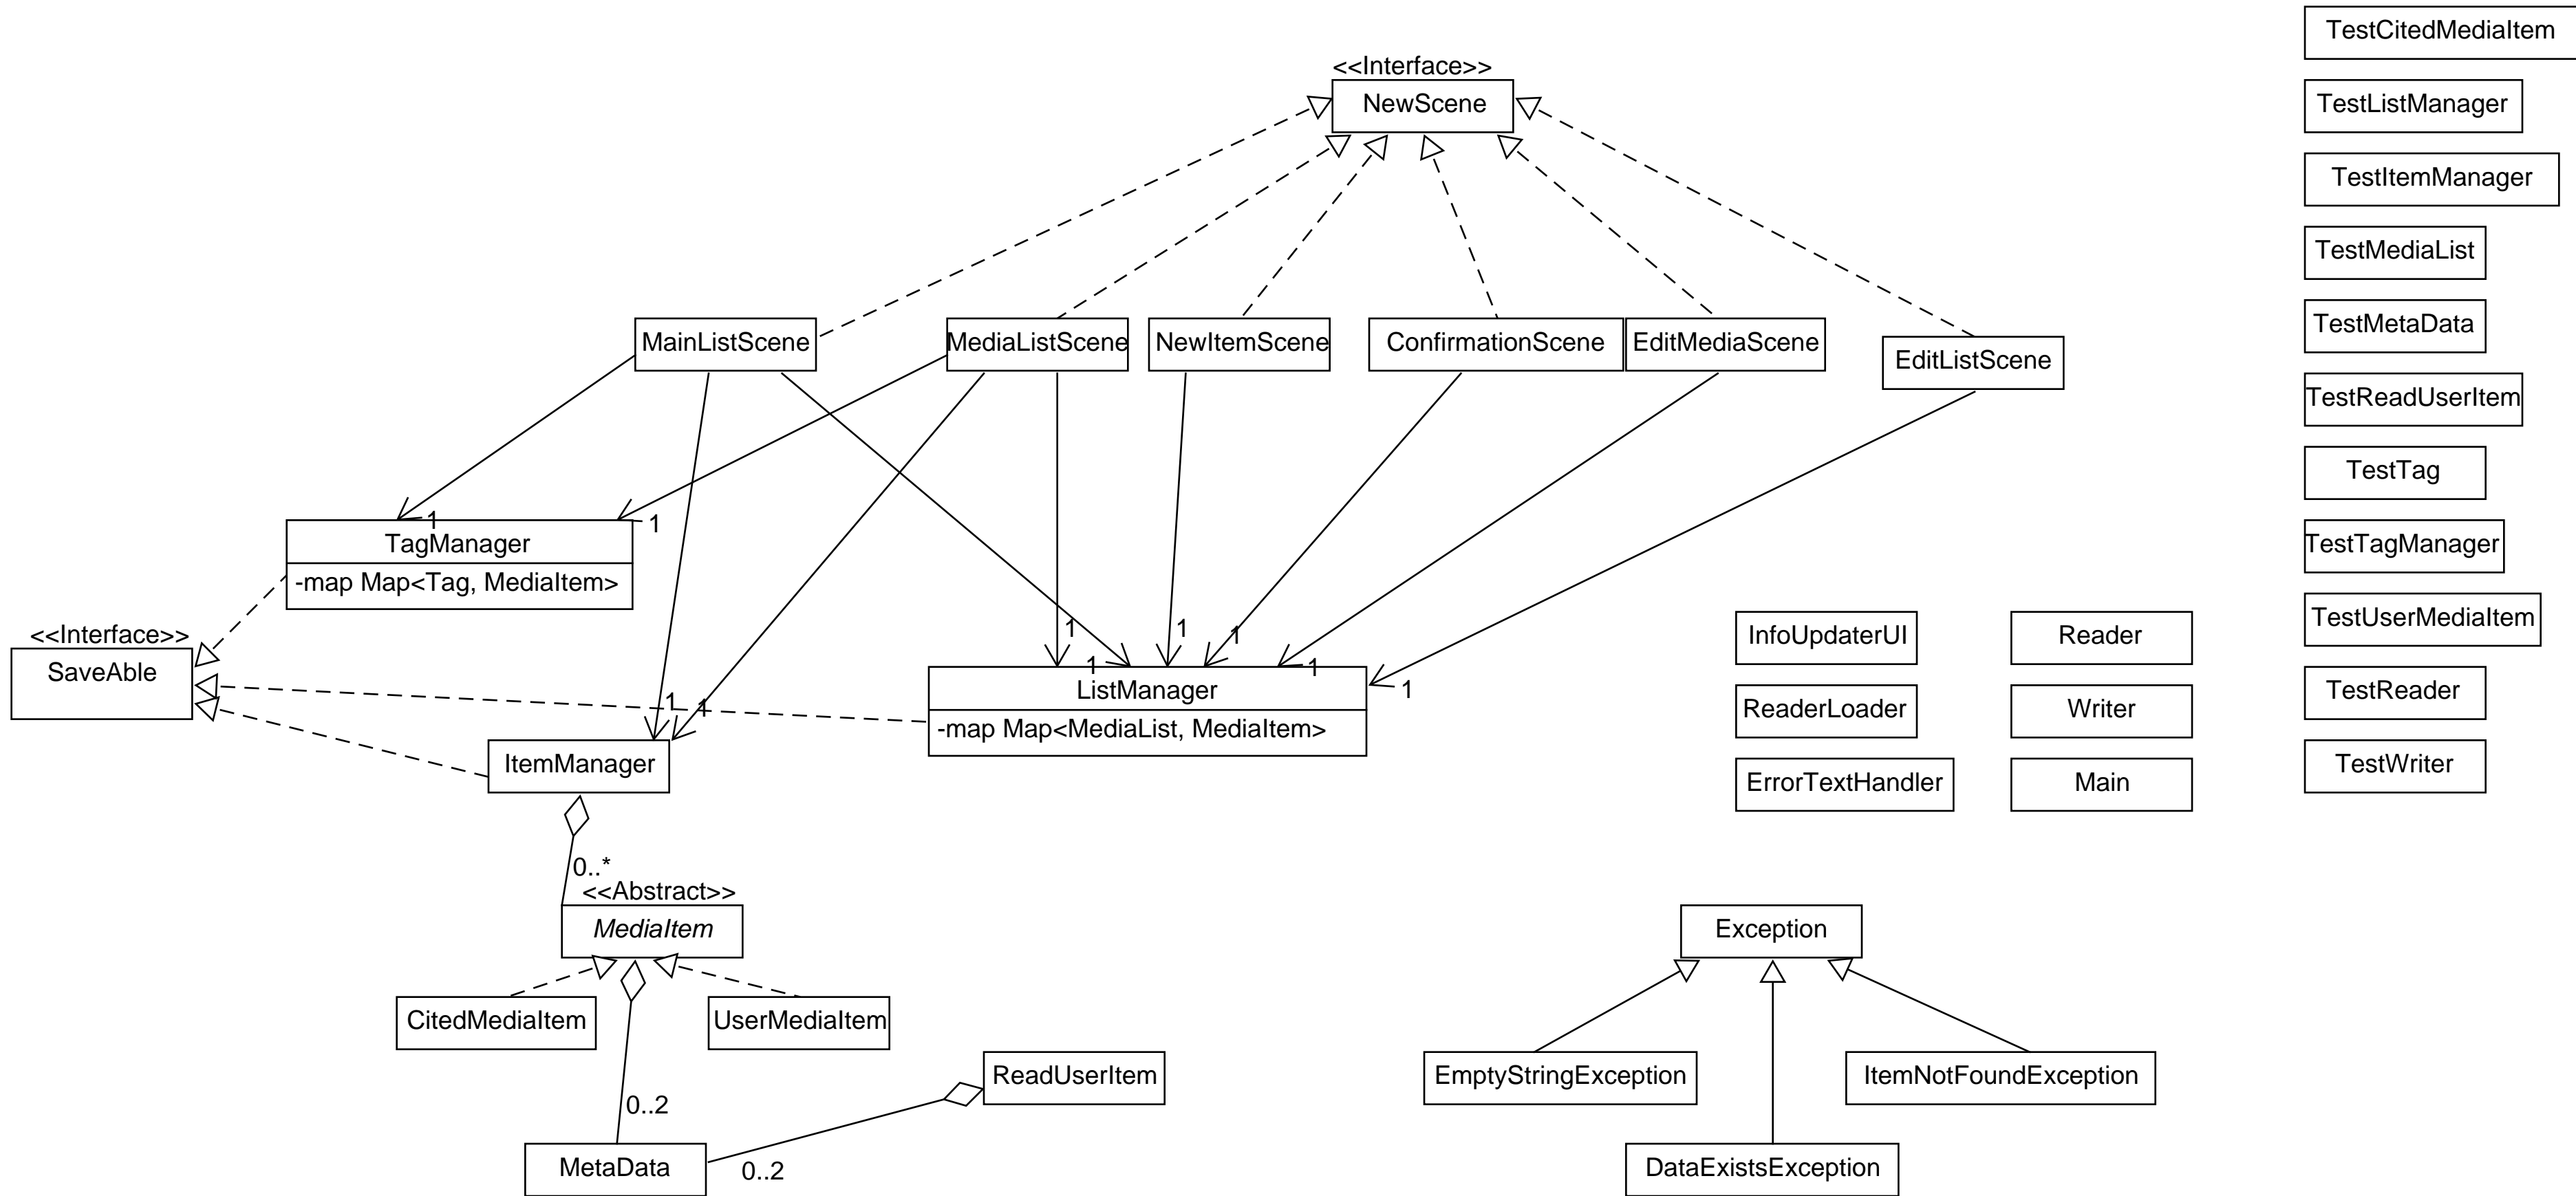 TestCitedMediaItem
<<Interface>>
NewScene
TestListManager
TestItemManager
TestMediaList
TestMetaData
MainListScene
MediaListScene
NewItemScene
ConfirmationScene
EditMediaScene
EditListScene
TestReadUserItem
TestTag
1
1
TagManager
-map Map<Tag, MediaItem>
TestTagManager
<<Interface>>
SaveAble
1
1
1
1
1
1
InfoUpdaterUI
Reader
TestUserMediaItem
1
1
ListManager
-map Map<MediaList, MediaItem>
ReaderLoader
Writer
TestReader
ItemManager
ErrorTextHandler
Main
TestWriter
0..*
<<Abstract>>
MediaItem
Exception
CitedMediaItem
UserMediaItem
ReadUserItem
EmptyStringException
ItemNotFoundException
0..2
MetaData
0..2
DataExistsException